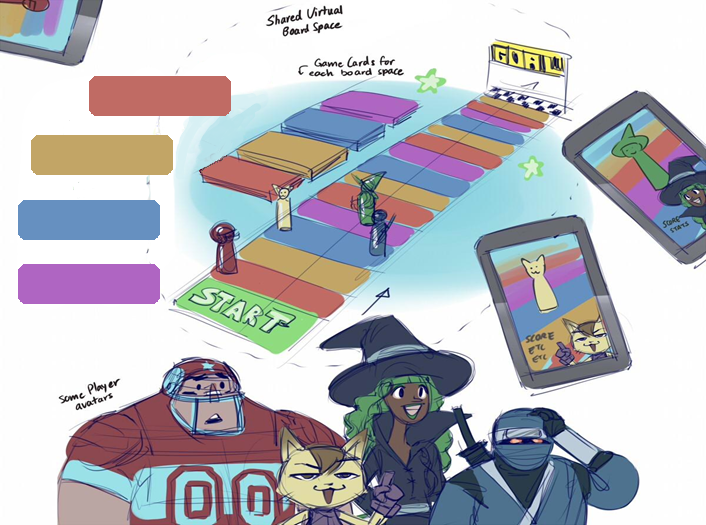 Shared Virtual
Board Space
Game Cards for
each board space
GOAL
START
SCORE
STATS
SCORE
ETC
ETC
Some Player
avatars
00